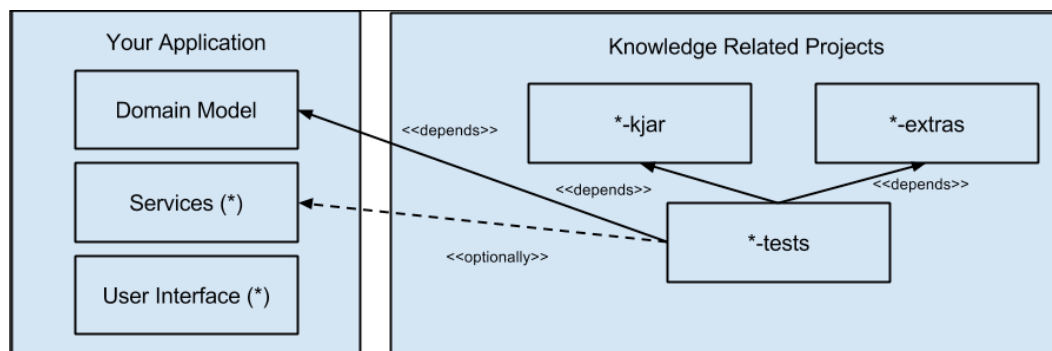 Your Application
Domain Model
Services (*)
User Interface (*)
Knowledge Related Projects
*-kjar
*-extras
*-tests
<<depends>>
<<depends>>
<<depends>>
<<optionally>>